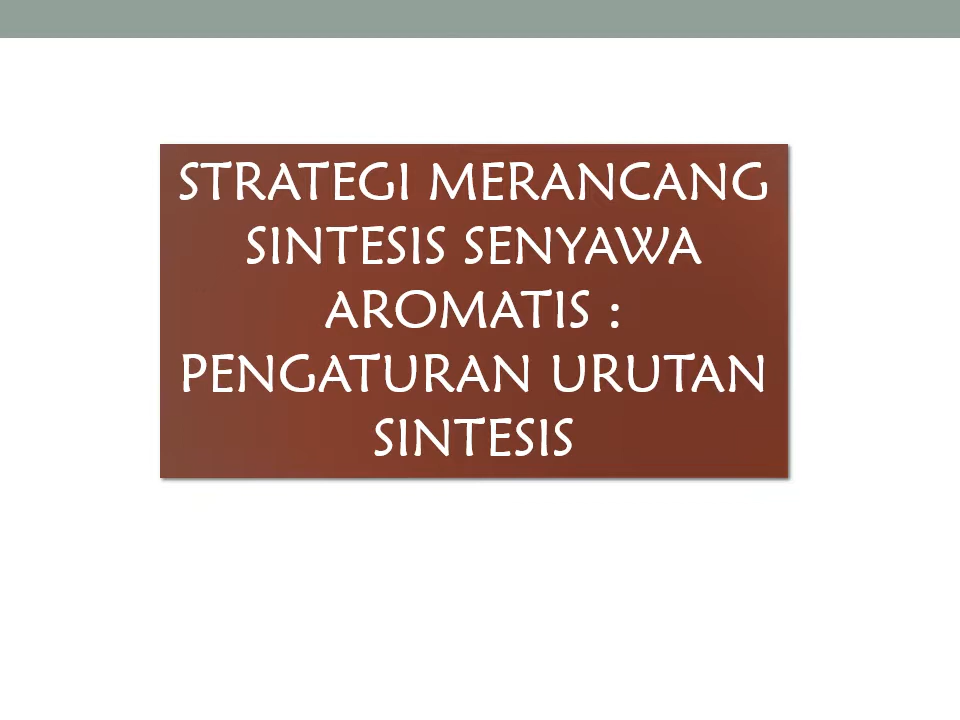 STRATEGI MERANCANG
SINTESIS SENYAWA
AROMATIS :
PENGATURAN URUTAN
SINTESIS